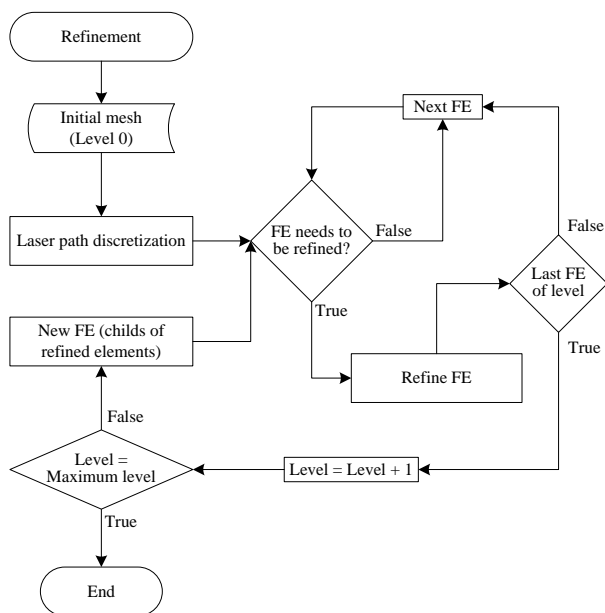 Refinement
Initial mesh
(Level 0)
Laser path discretization
Next FE
FE needs to
be refined?
False
True
Refine FE
Last FE
of level
False
True
Level = Level + 1
Level =
Maximum level
False
New FE (childs of
refined elements)
True
End